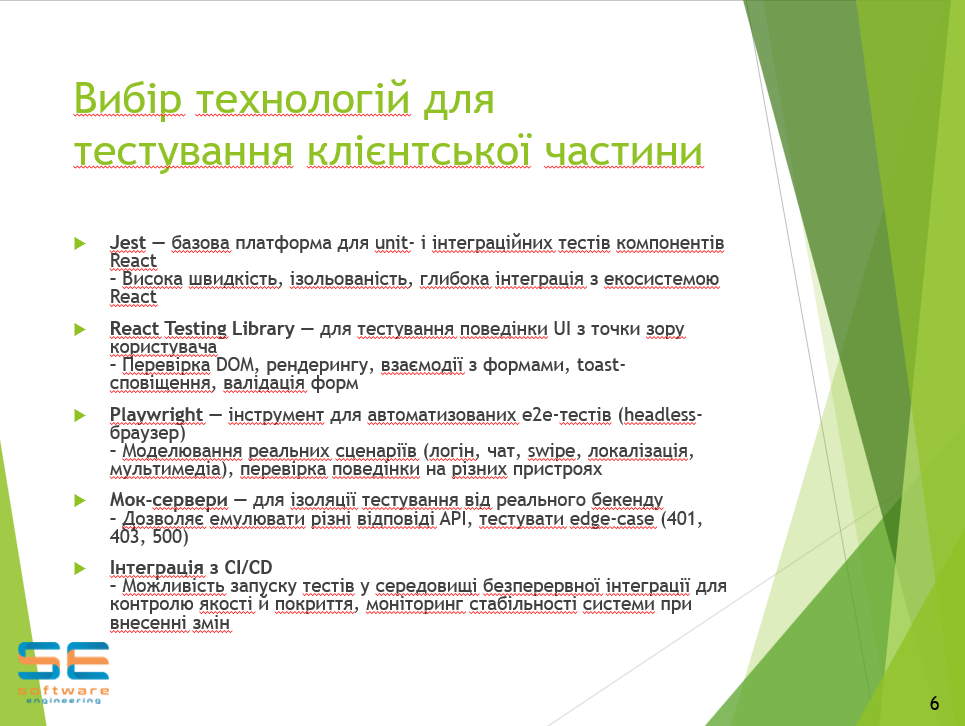 Вибір технологій для
тестування клієнтської частини
Jest — базова платформа для unit- і інтеграційних тестів компонентів
React
– Висока швидкість, ізольованість, глибока інтеграція з екосистемою
React
React Testing Library — для тестування поведінки UI з точки зору
користувача
– Перевірка DOM, рендерингу, взаємодії з формами, toast-
сповіщення, валідація форм
Playwright — інструмент для автоматизованих e2e-тестів (headless-
браузер)
– Моделювання реальних сценаріїв (логін, чат, swipe, локалізація,
мультимедіа), перевірка поведінки на різних пристроях
Мок-сервери — для ізоляції тестування від реального бекенду
– Дозволяє емулювати різні відповіді API, тестувати edge-case (401,
403, 500)
Інтеграція з CI/CD
– Можливість запуску тестів у середовищі безперервної інтеграції для
контролю якості й покриття, моніторинг стабільності системи при
внесенні змін
SE
software
engineering
6